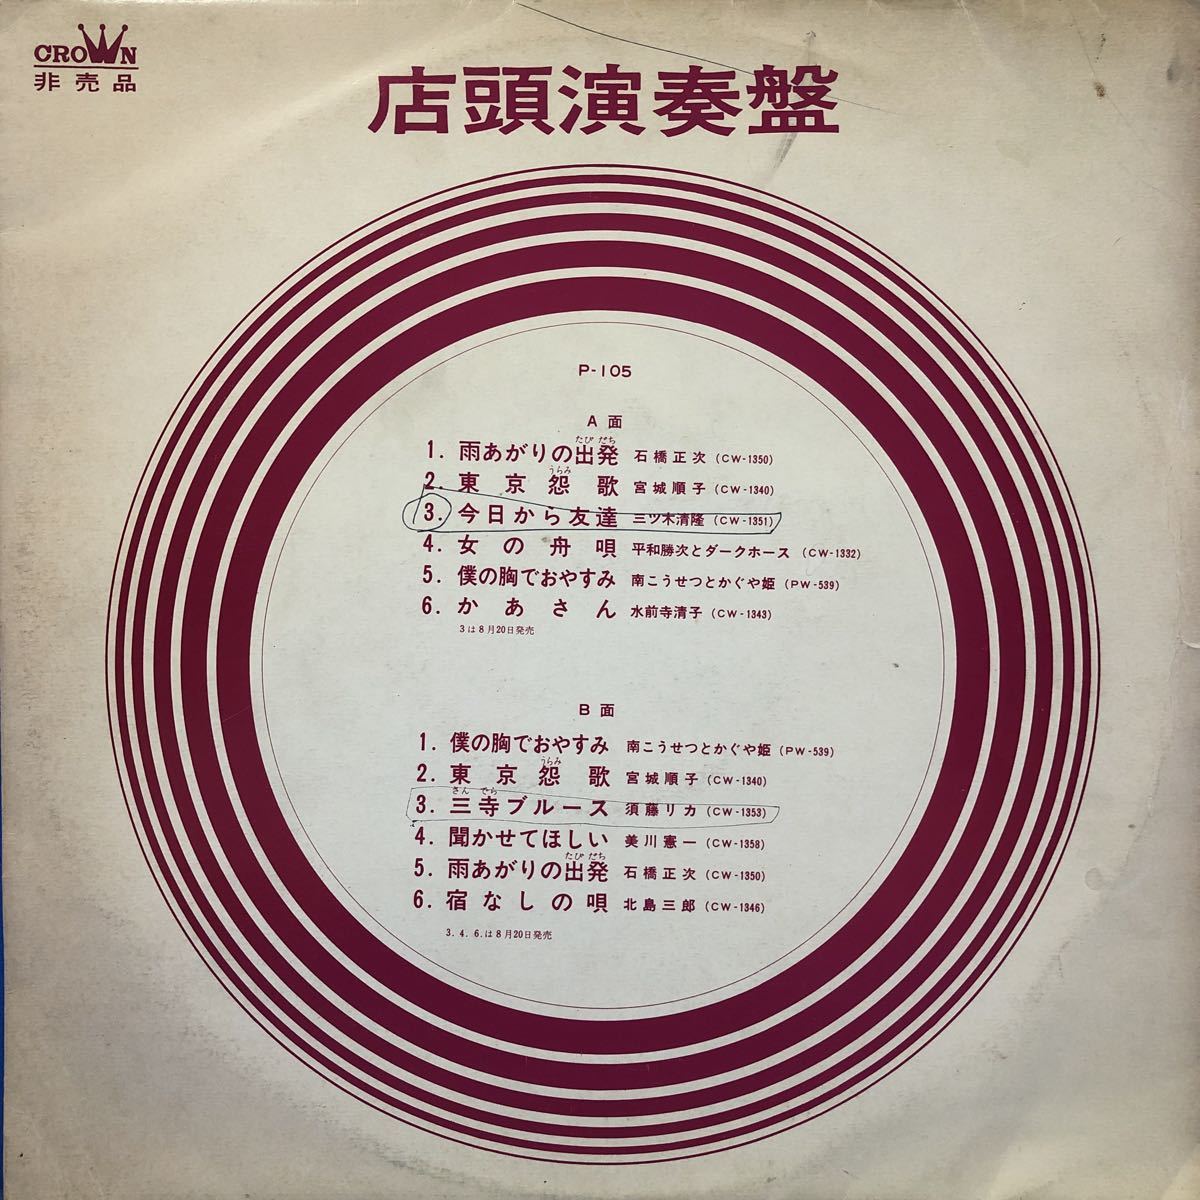 CROWN
非売品
店頭演奏盤
P-105
A面
たび だち
1. 雨あがりの出発 石橋正次 (CW-1350)
うらみ
2. 東京怨歌 宮城順子 (CW-1340)
3. 今日から友達 三ツ木清隆 (CW-1351)
4. 女の舟唄 平和勝次とダークホース (CW-1332)
5. 僕の胸でおやすみ 南こうせつとかぐや姫 (PW-539)
6. かあさん 水前寺清子 (CW-1343)
3は8月20日発売
B面
1. 僕の胸でおやすみ 南こうせつとかぐや姫 (PW-539)
うらみ
2. 東京怨歌 宮城順子 (CW-1340)
さん でら
3. 三寺ブルース 須藤リカ (CW-1353)
4. 聞かせてほしい 美川憲一 (CW-1358)
たび だち
5. 雨あがりの出発 石橋正次 (CW-1350)
6. 宿なしの唄 北島三郎 (CW-1346)
3. 4. 6.は8月20日発売